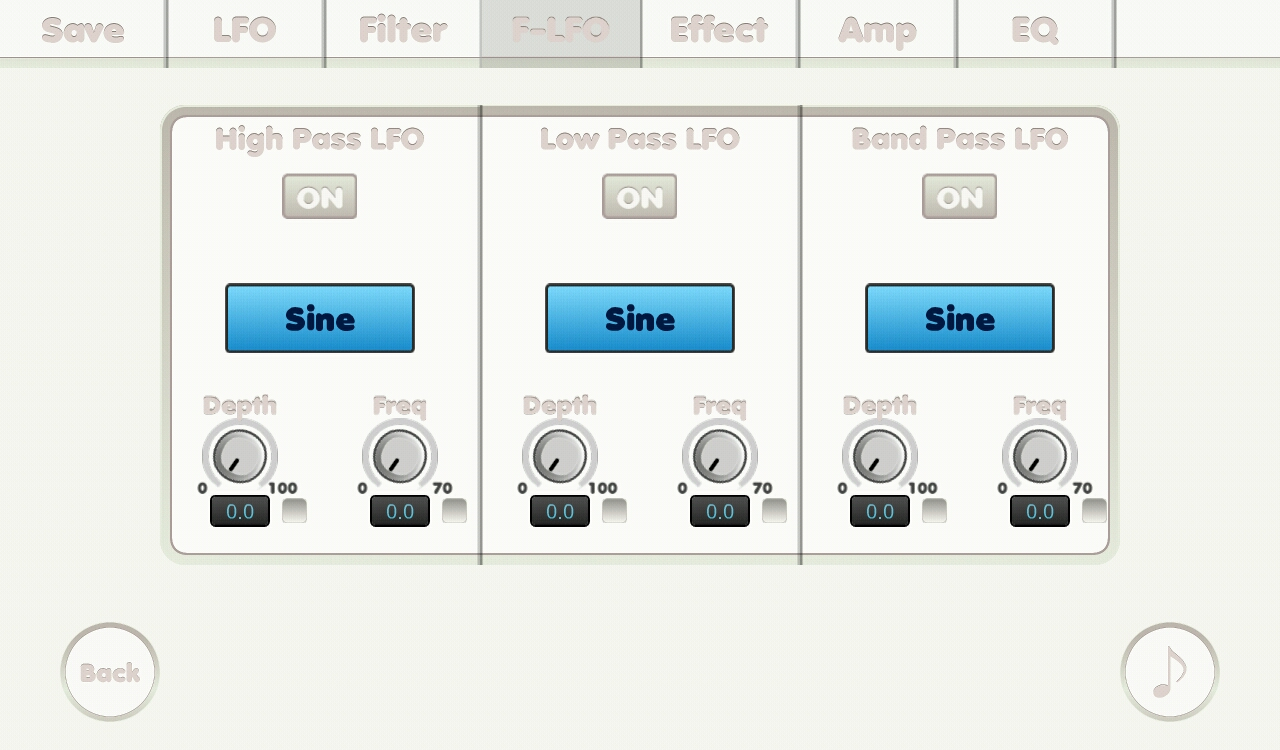 Save LFO Filter F-LFO Effect Amp EQ
High Pass LFO Low Pass LFO Band Pass LFO
ON ON ON
Sine Sine Sine
Depth Freq Depth Freq Depth Freq
0 100 0 70 0 100 0 70 0 100 0 70
0.0 0.0 0.0 0.0 0.0 0.0
Back